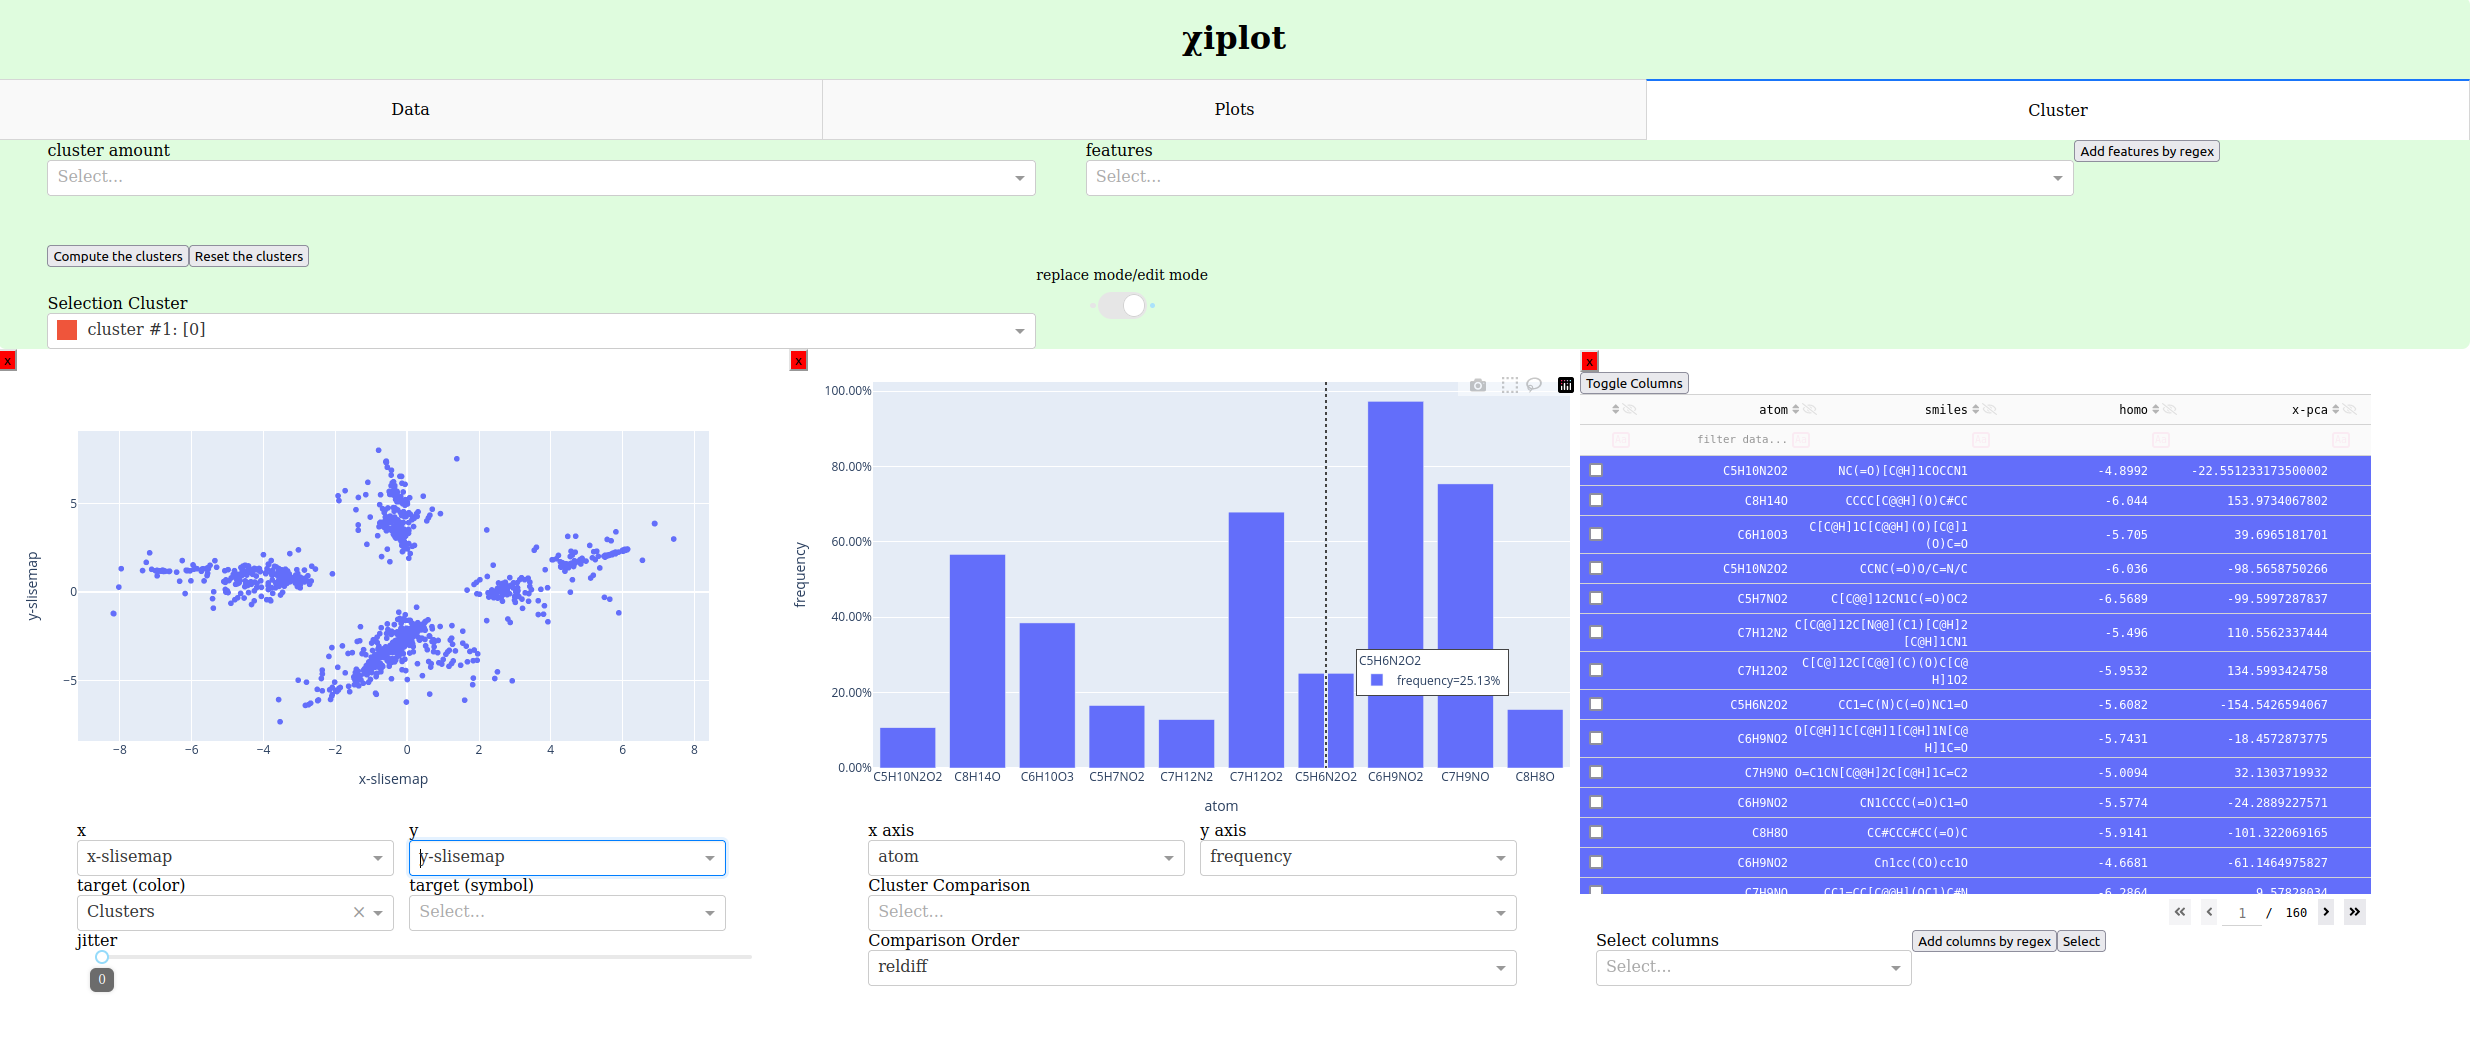 χiplot
Data Plots Cluster
cluster amount
Select...
features
Select...
Add features by regex
Compute the clusters
Reset the clusters
replace mode/edit mode
Selection Cluster
cluster #1: [0]
x
5
0
−5
−8 −6 −4 −2 0 2 4 6 8
y-slisemap
x-slisemap
x
x-slisemap
y
y-slisemap
target (color)
Clusters
target (symbol)
Select...
jitter
0
x
100.00%
80.00%
60.00%
40.00%
20.00%
0.00%
frequency
C5H6N2O2
frequency=25.13%
C5H10N2O2 C8H14O C6H10O3 C5H7NO2 C7H12N2 C7H12O2 C5H6N2O2 C6H9NO2 C7H9NO C8H8O
atom
x axis
atom
y axis
frequency
Cluster Comparison
Select...
Comparison Order
reldiff
x
Toggle Columns
atom smiles homo x-pca
filter data...
C5H10N2O2 NC(=O)[C@H]1COCCN1 -4.8992 -22.551233173500002
C8H14O CCCC[C@@H](O)C#CC -6.044 153.9734067802
C6H10O3 C[C@H]1C[C@@H](O)[C@]1 -5.705 39.6965181701
(O)C=O
C5H10N2O2 CCNC(=O)O/C=N/C -6.036 -98.5658750266
C5H7NO2 C[C@@]12CN1C(=O)OC2 -6.5689 -99.5997287837
C7H12N2 C[C@@]12C[N@@](C1)[C@H]2 -5.496 110.5562337444
[C@H]1CN1
C7H12O2 C[C@]12C[C@@](C)(O)C[C@ -5.9532 134.5993424758
H]1O2
C5H6N2O2 CC1=C(N)C(=O)NC1=O -5.6082 -154.5426594067
C6H9NO2 O[C@H]1C[C@H]1[C@H]1N[C@ -5.7431 -18.4572873775
H]1C=O
C7H9NO O=C1CN[C@@H]2C[C@H]1C=C2 -5.0094 32.1303719932
C6H9NO2 CN1CCCC(=O)C1=O -5.5774 -24.2889227571
C8H8O CC#CCC#CC(=O)C -5.9141 -101.322069165
C6H9NO2 Cn1cc(CO)cc1O -4.6681 -61.1464975827
C7H9NO CC1=CC[C@@H](OC1)C#N -6.2864 9.57828034
1 / 160
Select columns
Select...
Add columns by regex
Select